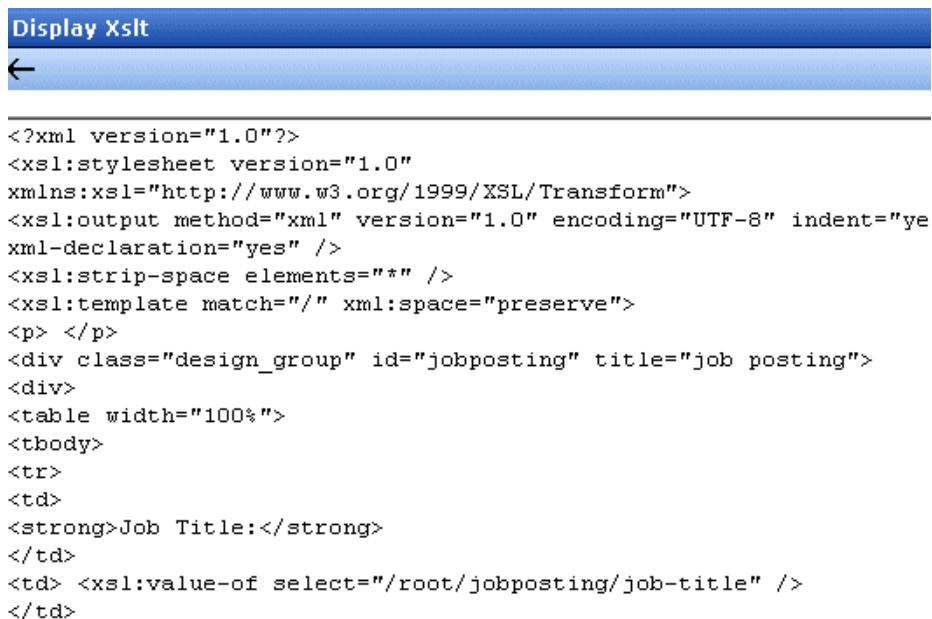 Display Xslt
←
<?xml version="1.0"?>
<xsl:stylesheet version="1.0"
xmlns:xsl="http://www.w3.org/1999/XSL/Transform">
<xsl:output method="xml" version="1.0" encoding="UTF-8" indent="ye
xml-declaration="yes" />
<xsl:strip-space elements="*" />
<xsl:template match="/" xml:space="preserve">
<p> </p>
<div class="design_group" id="jobposting" title="job posting">
<div>
<table width="100%">
<tbody>
<tr>
<td>
<strong>Job Title:</strong>
</td>
<td> <xsl:value-of select="/root/jobposting/job-title" />
</td>